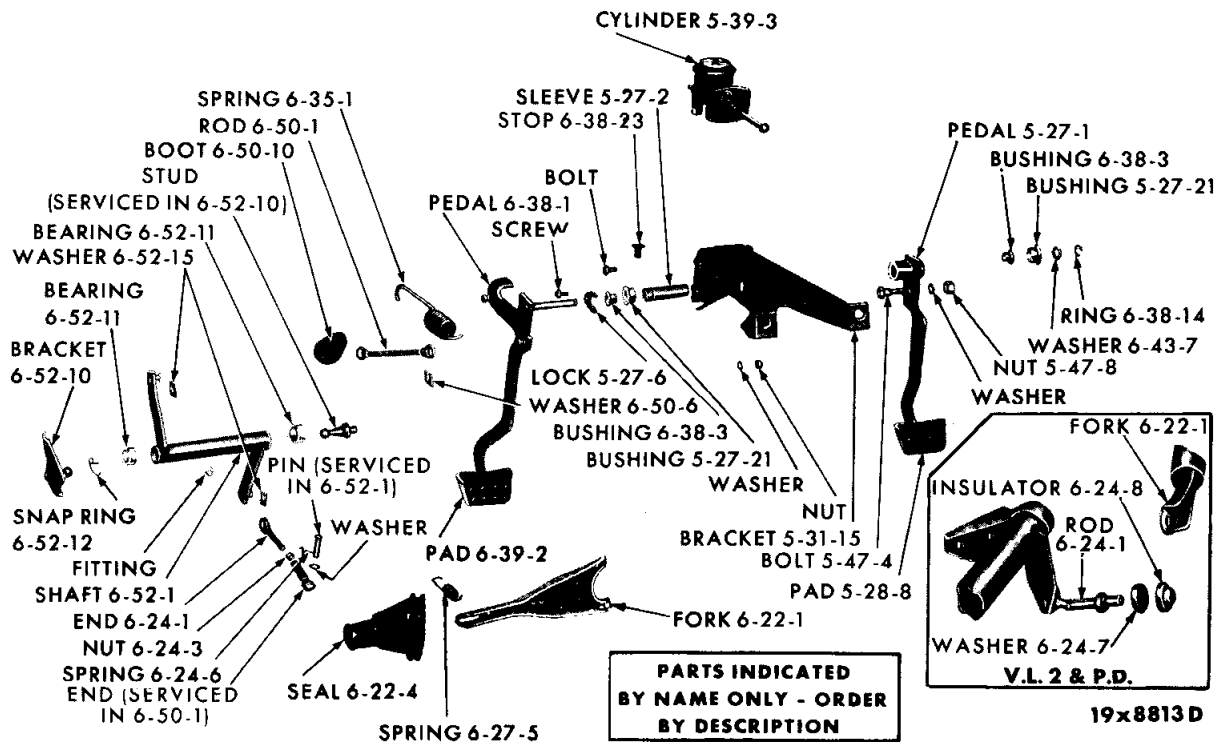 CYLINDER 5-39-3
SPRING 6-35-1
ROD 6-50-1
BOOT 6-50-10
STUD
(SERVICED IN 6-52-10)
BEARING 6-52-11
WASHER 6-52-15
BEARING
6-52-11
BRACKET
6-52-10
SLEEVE 5-27-2
STOP 6-38-23
BOLT
PEDAL 6-38-1
SCREW
PEDAL 5-27-1
BUSHING 6-38-3
BUSHING 5-27-21
RING 6-38-14
WASHER 6-43-7
NUT 5-47-8
WASHER
LOCK 5-27-6
WASHER 6-50-6
BUSHING 6-38-3
BUSHING 5-27-21
WASHER
NUT
BRACKET 5-31-15
BOLT 5-47-4
PAD 5-28-8
PIN (SERVICED
IN 6-52-1)
WASHER
PAD 6-39-2
SNAP RING
6-52-12
FITTING
SHAFT 6-52-1
END 6-24-1
NUT 6-24-3
SPRING 6-24-6
END (SERVICED
IN 6-50-1)
SEAL 6-22-4
SPRING 6-27-5
FORK 6-22-1
FORK 6-22-1
INSULATOR 6-24-8
ROD
6-24-1
WASHER 6-24-7
V.L. 2 & P.D.
PARTS INDICATED
BY NAME ONLY - ORDER
BY DESCRIPTION
19x8813D